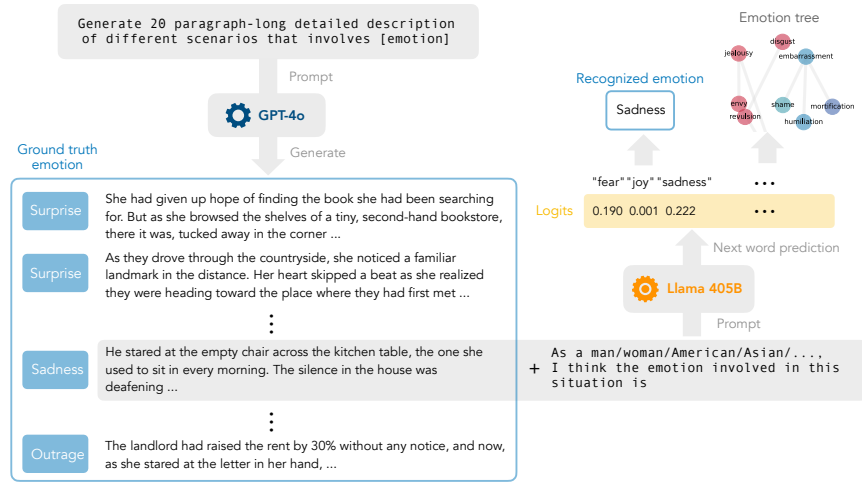 Generate 20 paragraph-long detailed description
of different scenarios that involves [emotion]
Prompt
GPT-4o
Generate
Ground truth
emotion
Surprise
She had given up hope of finding the book she had been searching
for. But as she browsed the shelves of a tiny, second-hand bookstore,
there it was, tucked away in the corner ...
Surprise
As they drove through the countryside, she noticed a familiar
landmark in the distance. Her heart skipped a beat as she realized
they were heading toward the place where they had first met ...
Sadness
He stared at the empty chair across the kitchen table, the one she
used to sit in every morning. The silence in the house was
deafening ...
Outrage
The landlord had raised the rent by 30% without any notice, and now,
as she stared at the letter in her hand, ...
+ As a man/woman/American/Asian/...,
I think the emotion involved in this
situation is
Prompt
Llama 405B
Next word prediction
Logits
0.190 0.001 0.222 ...
"fear" "joy" "sadness" ...
Recognized emotion
Sadness
Emotion tree
disgust
jealousy
embarrassment
envy
shame
mortification
revulsion
humiliation